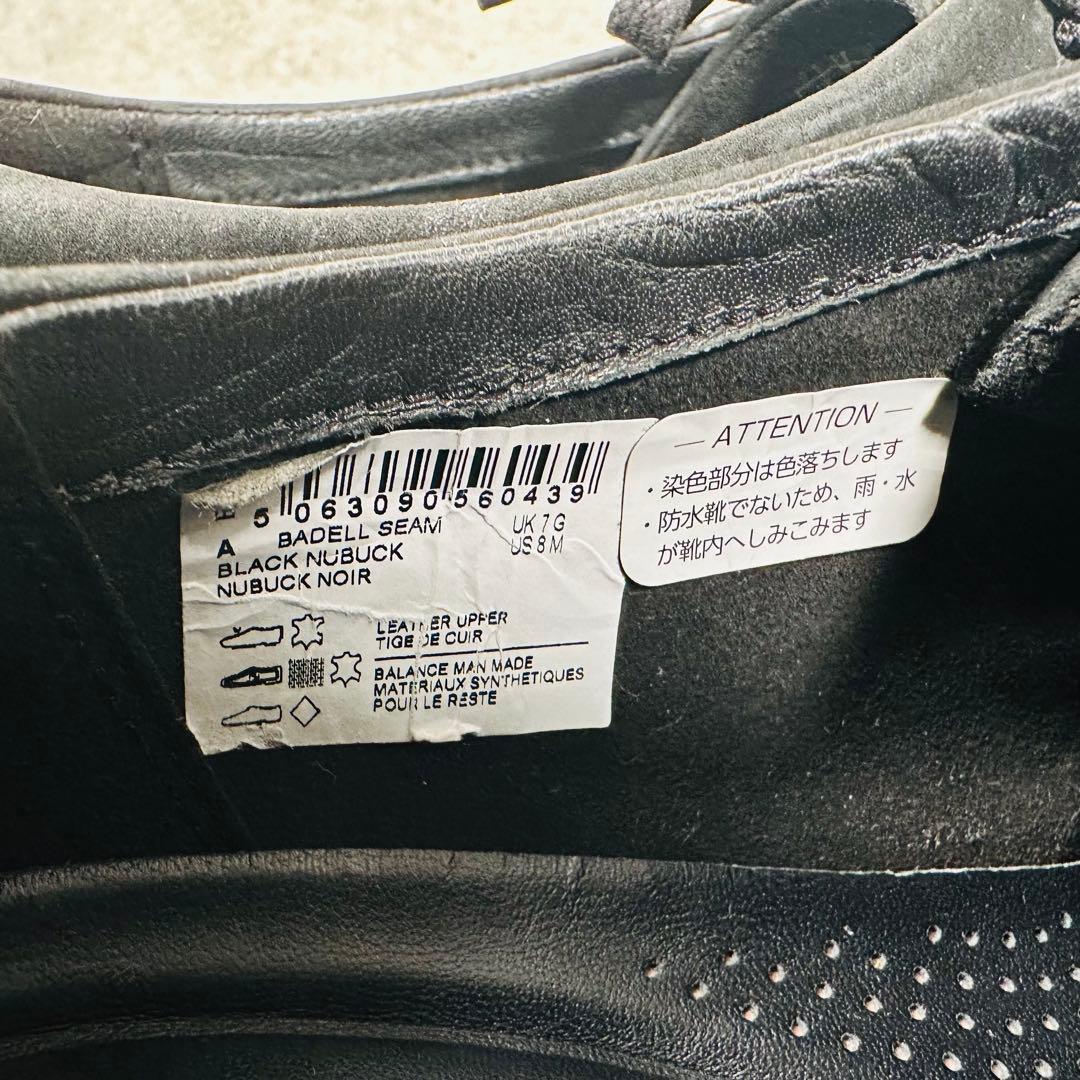 5 063090 560439
A BADELL SEAM UK 7 G
BLACK NUBUCK US 8 M
NUBUCK NOIR
LEATHER UPPER
TIGE DE CUIR
BALANCE MAN MADE
MATERIAUX SYNTHETIQUES
POUR LE RESTE
— ATTENTION —
・染色部分は色落ちします
・防水靴でないため、雨・水
が靴内へしみこみます